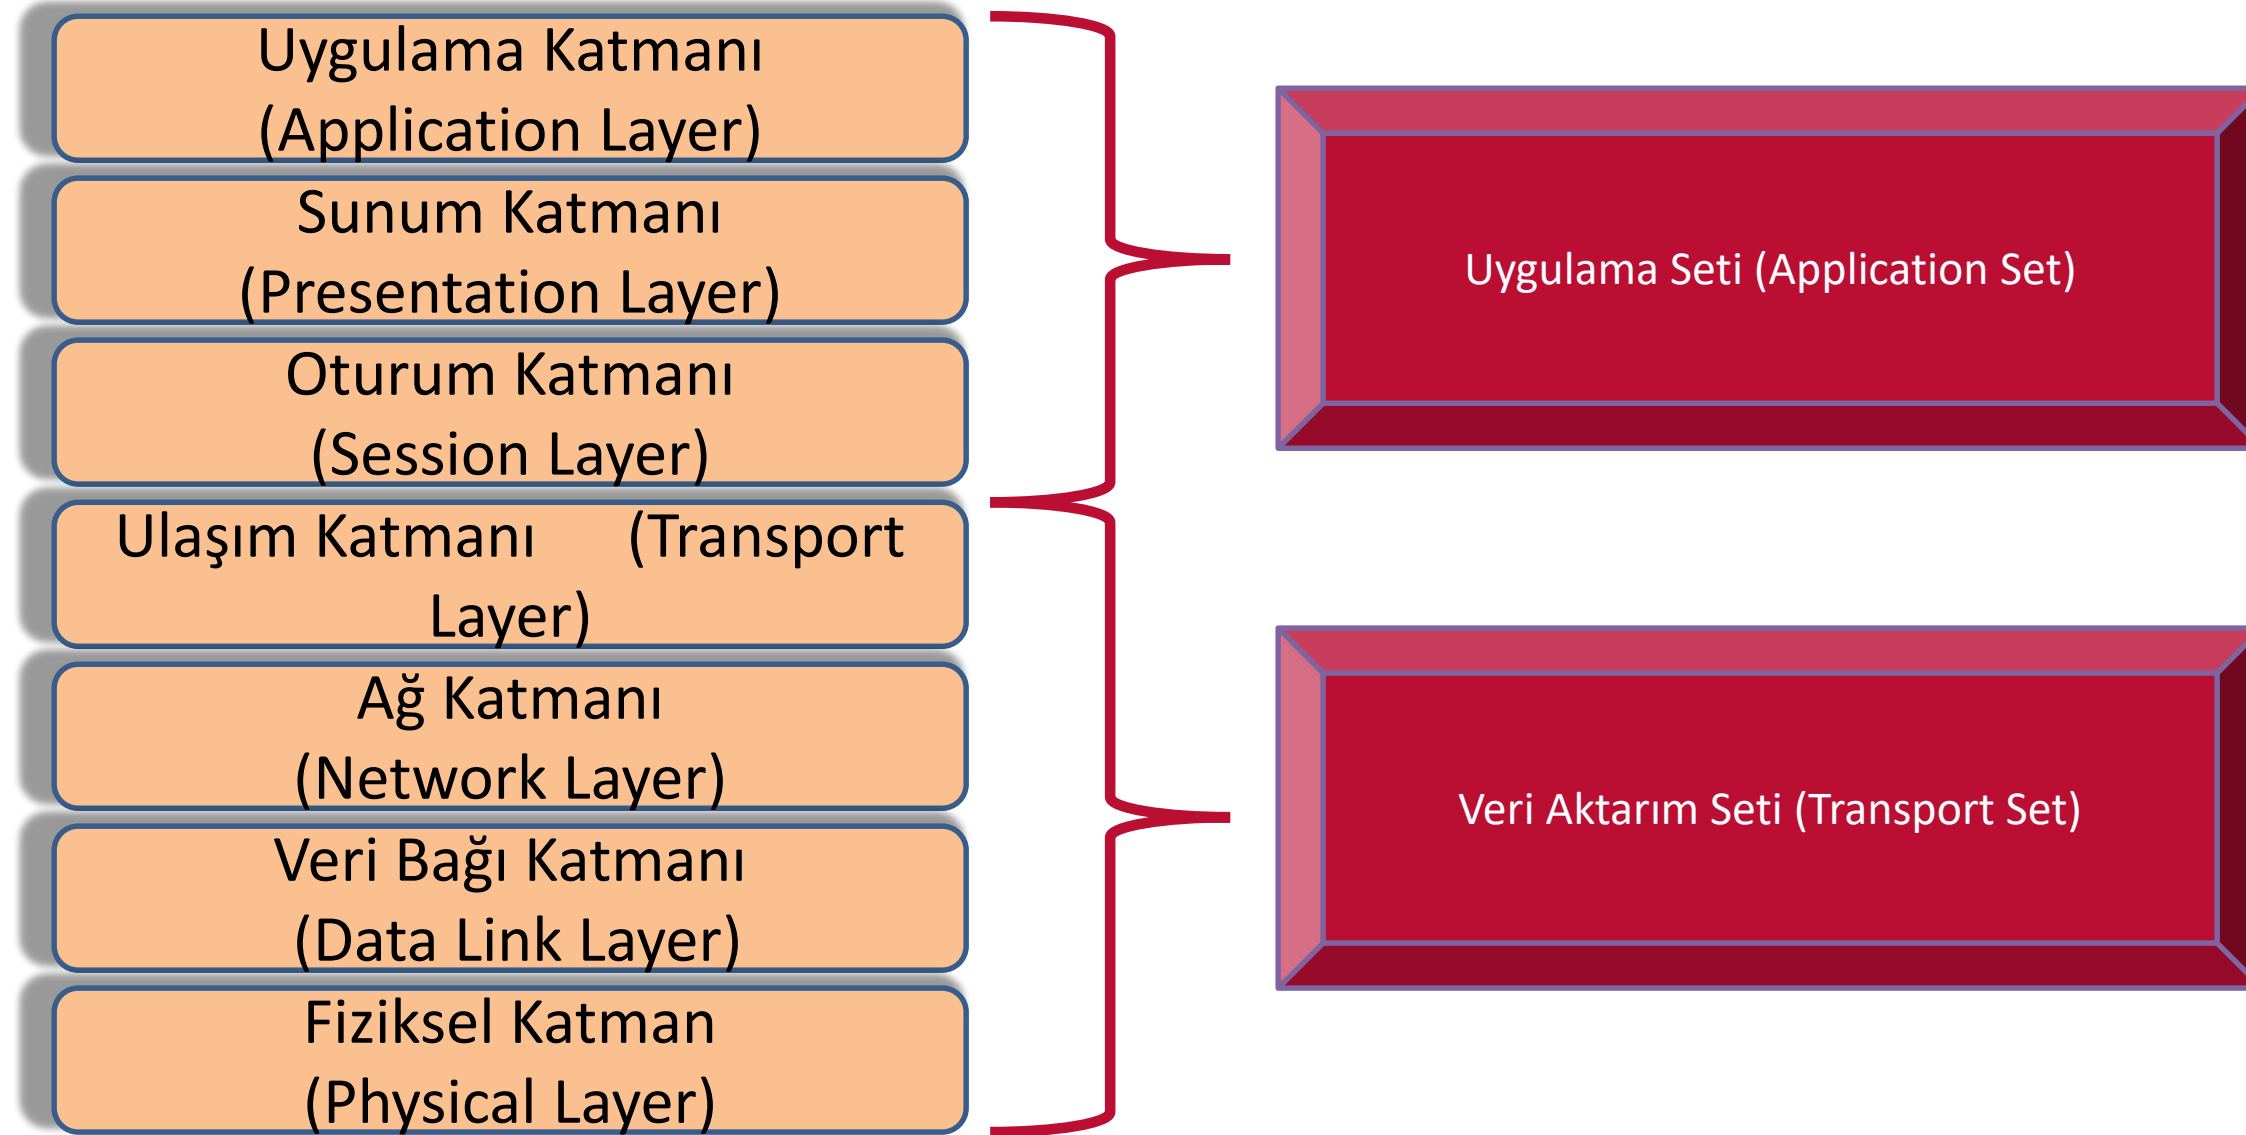 Uygulama Katmanı
(Application Layer)
Sunum Katmanı
(Presentation Layer)
Oturum Katmanı
(Session Layer)
Ulaşım Katmanı (Transport
Layer)
Ağ Katmanı
(Network Layer)
Veri Bağı Katmanı
(Data Link Layer)
Fiziksel Katman
(Physical Layer)
Uygulama Seti (Application Set)
Veri Aktarım Seti (Transport Set)